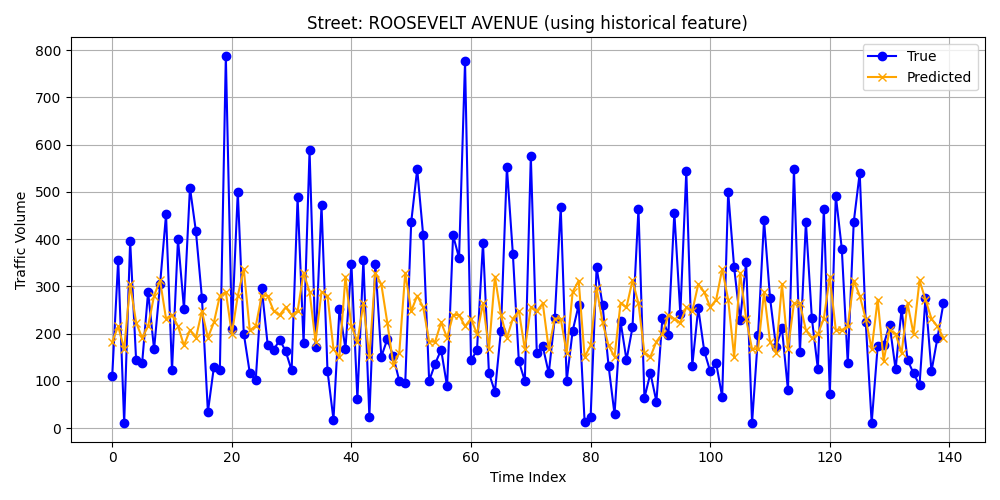 Street: ROOSEVELT AVENUE (using historical feature)
True
Predicted
Traffic Volume
800
700
600
500
400
300
200
100
0
0 20 40 60 80 100 120 140
Time Index